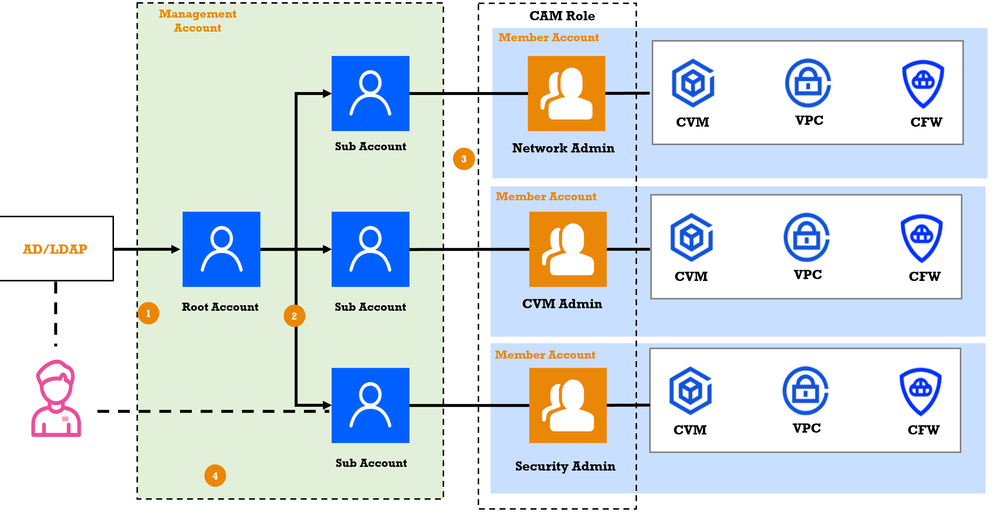 Management
Account
CAM Role
Member Account
Sub Account
Network Admin
CVM
VPC
CFW
3
Member Account
AD/LDAP
Root Account
Sub Account
CVM Admin
CVM
VPC
CFW
1
2
Member Account
Sub Account
Security Admin
CVM
VPC
CFW
4